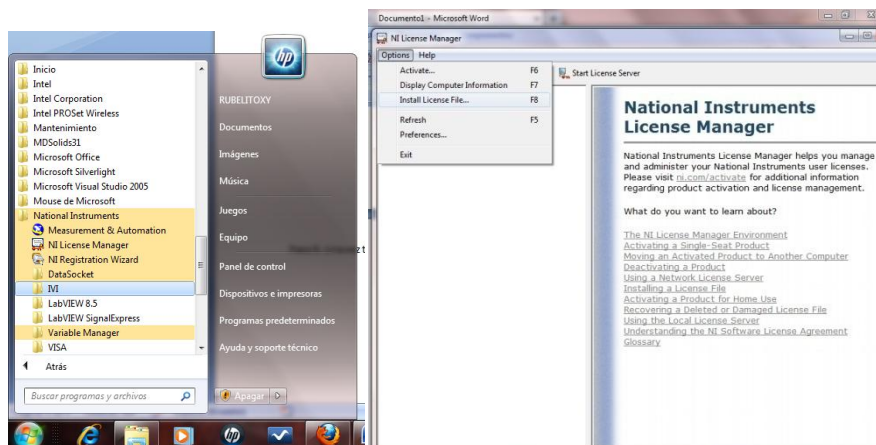 Inicio
Intel
Intel Corporation
Intel PROSet Wireless
Mantenimiento
MDSolids31
Microsoft Office
Microsoft Silverlight
Microsoft Visual Studio 2005
Mouse de Microsoft
National Instruments
Measurement & Automation
NI License Manager
NI Registration Wizard
DataSocket
IVI
LabVIEW 8.5
LabVIEW SignalExpress
Variable Manager
VISA
Atrás
Buscar programas y archivos
hp
RUBELITOXY
Documentos
Imágenes
Música
Juegos
Equipo
Panel de control
Dispositivos e impresoras
Programas predeterminados
Ayuda y soporte técnico
Apagar
hp
Documento1 - Microsoft Word
NI License Manager
Options Help
Activate... F6
Display Computer Information F7
Install License File... F8
Refresh F5
Preferences...
Exit
Start License Server
National Instruments
License Manager
National Instruments License Manager helps you manage
and administer your National Instruments user licenses.
Please visit ni.com/activate for additional information
regarding product activation and license management.
What do you want to learn about?
The NI License Manager Environment
Activating a Single-Seat Product
Moving an Activated Product to Another Computer
Deactivating a Product
Using a Network License Server
Installing a License File
Activating a Product for Home Use
Recovering a Deleted or Damaged License File
Using the Local License Server
Understanding the NI Software License Agreement
Glossary